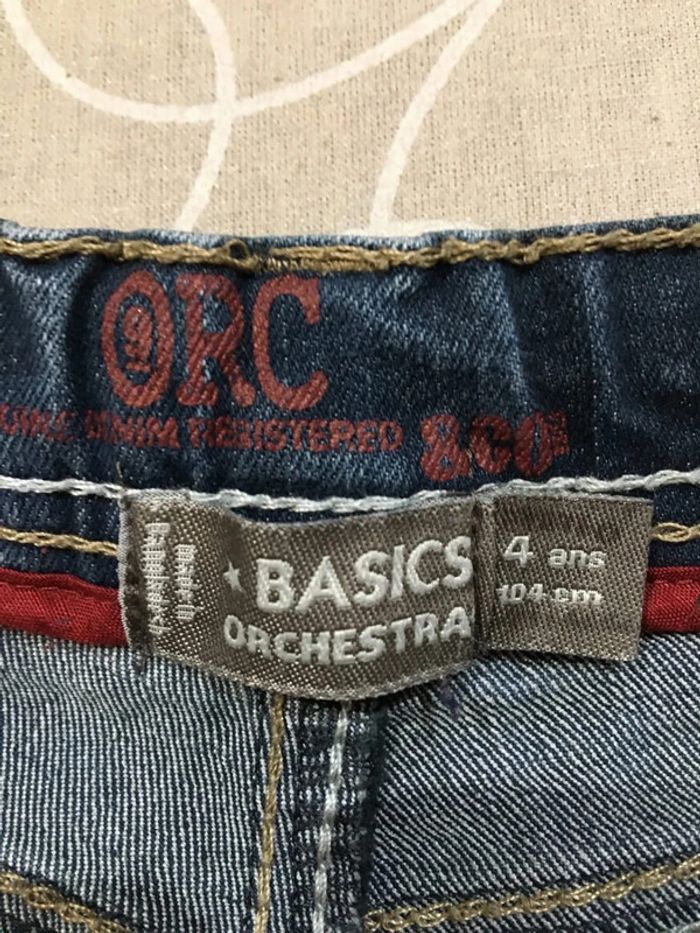 ORC
DENIM REGISTERED &CO
BASICS
ORCHESTRA
4 ans
104 cm